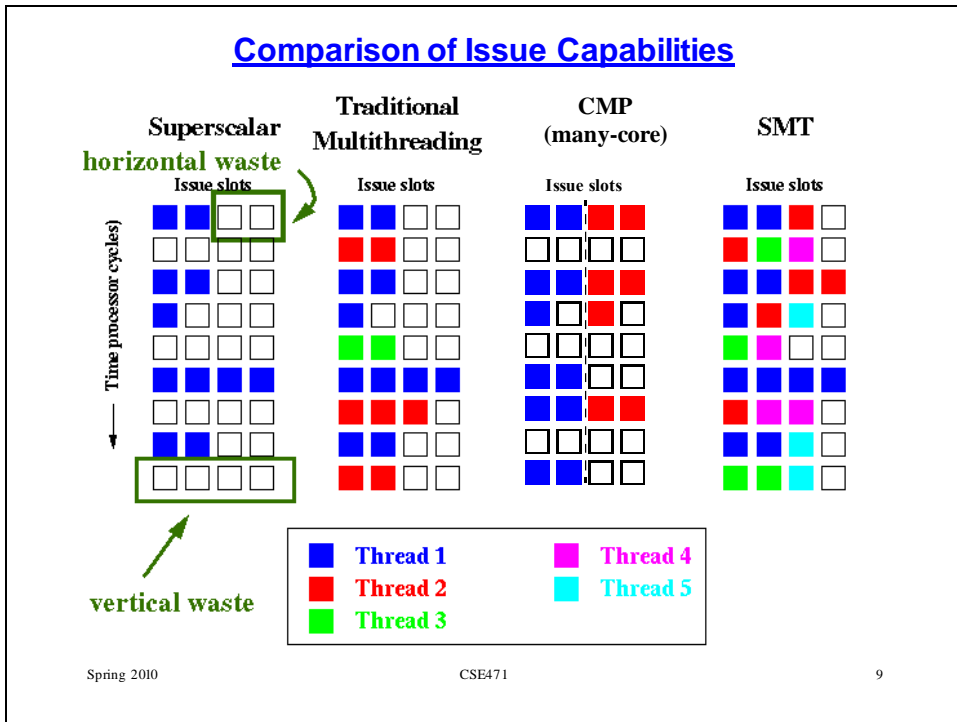 Comparison of Issue Capabilities
Superscalar
horizontal waste
Issue slots
Traditional
Multithreading
Issue slots
CMP
(many-core)
Issue slots
SMT
Issue slots
Time processor cycles)
vertical waste
Thread 1
Thread 2
Thread 3
Thread 4
Thread 5
Spring 2010
CSE471
9